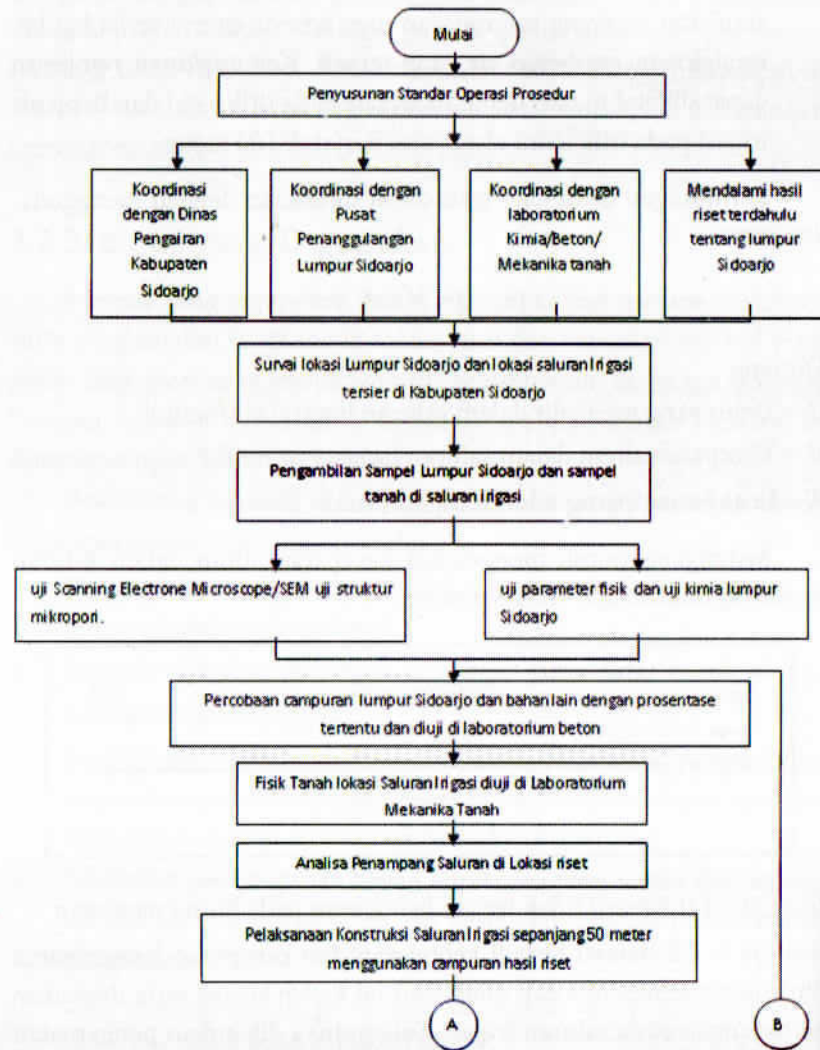 Mulai
Penyusunan Standar Operasi Prosedur
Koordinasi
dengan Dinas
Pengairan
Kabupaten
Sidoarjo
Koordinasi dengan
Pusat
Penanggulangan
Lumpur Sidoarjo
Koordinasi dengan
laboratorium
Kimia/Beton/
Mekanika tanah
Mendalami hasil
riset terdahulu
tentang lumpur
Sidoarjo
Survai lokasi Lumpur Sidoarjo dan lokasi saluran Irigasi
tersier di Kabupaten Sidoarjo
Pengambilan Sampel Lumpur Sidoarjo dan sampel
tanah di saluran irigasi
uji Scanning Electrone Microscope/SEM uji struktur
mikropori.
uji parameter fisik dan uji kimia lumpur
Sidoarjo
Percobaan campuran lumpur Sidoarjo dan bahan lain dengan prosentase
tertentu dan diuji di laboratorium beton
Fisik Tanah lokasi Saluran Irigasi diuji di Laboratorium
Mekanika Tanah
Analisa Penampang Saluran di Lokasi riset
Pelaksanaan Konstruksi Saluran Irigasi sepanjang 50 meter
menggunakan campuran hasil riset
A
B